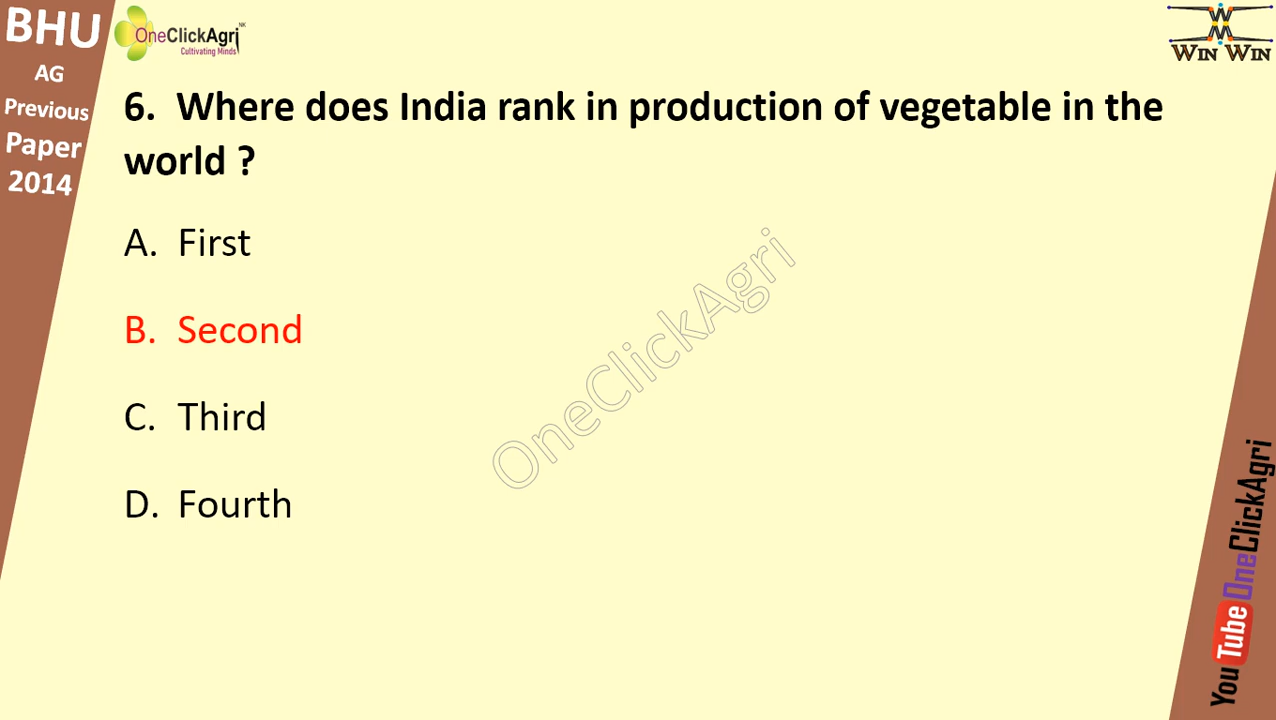 BHU
AG
Previous
Paper
2014
OneClickAgri
NK
Cultivating Minds
WIN WIN
6. Where does India rank in production of vegetable in the
world ?
A. First
B. Second
C. Third
D. Fourth
OneClickAgri
YouTube OneClickAgri